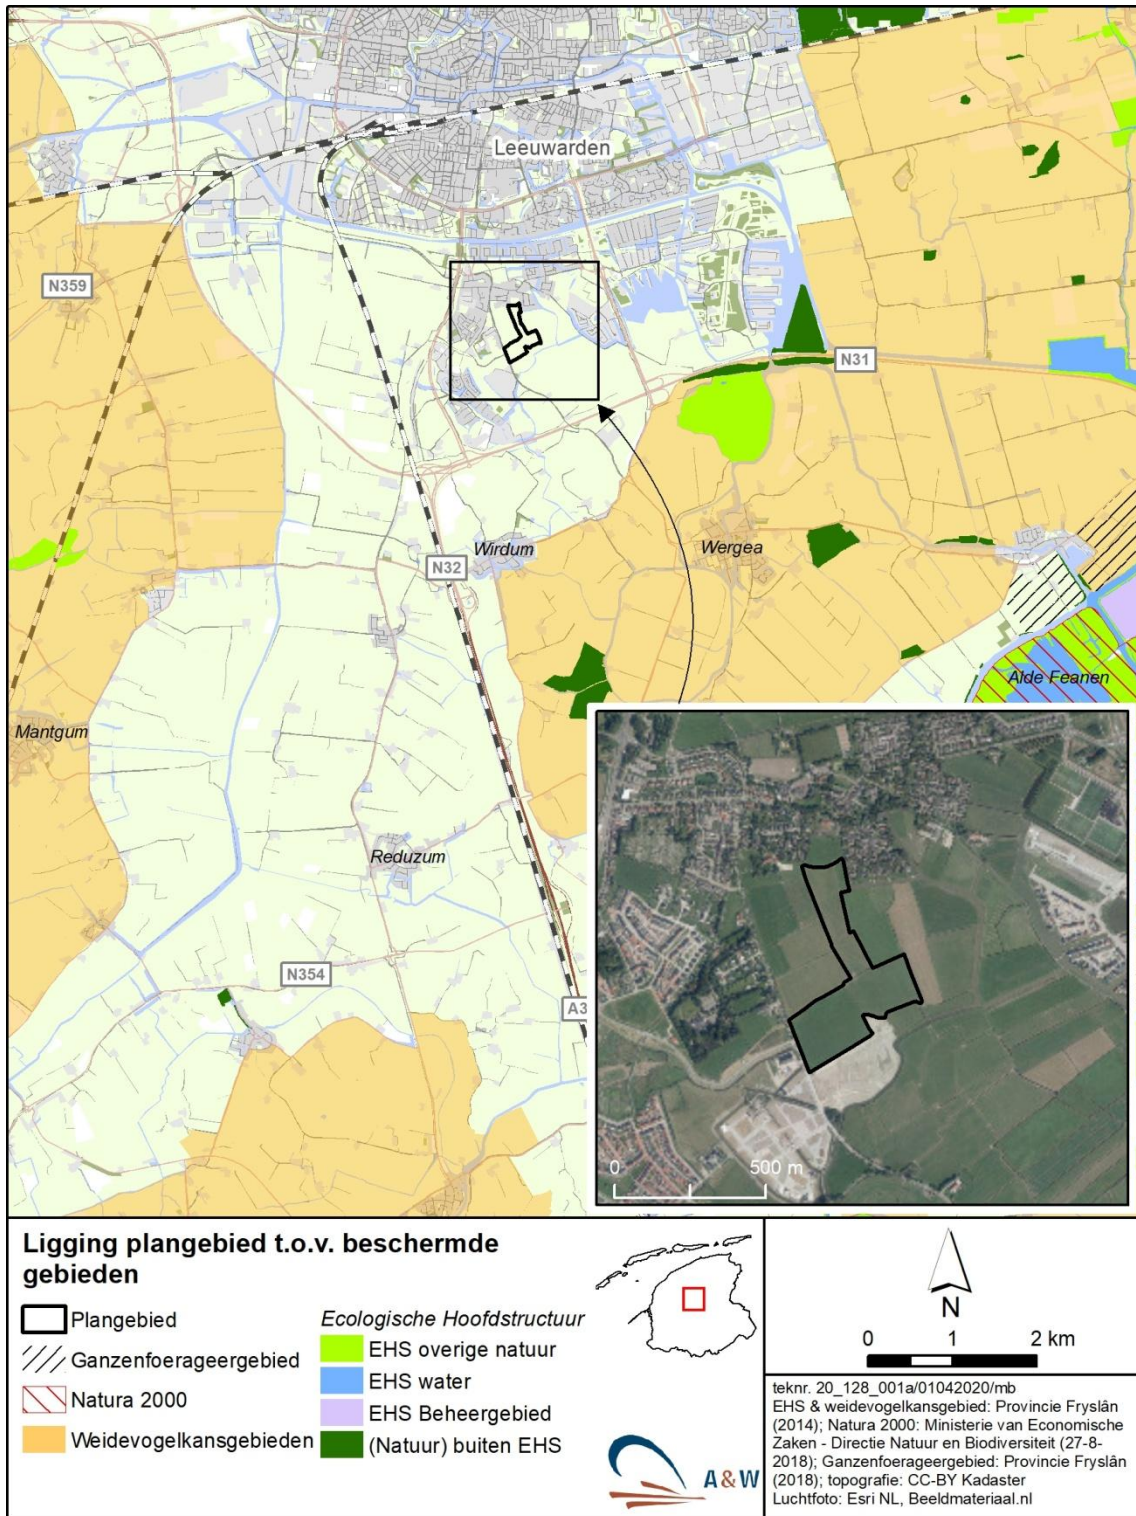 Leeuwarden
N359
N31
Wirdum
Wergea
N32
Alde Feanen
Mantgum
Reduzum
N354
A3
0 500 m
Ligging plangebied t.o.v. beschermde
gebieden
Plangebied
Ganzenfoerageergebied
Natura 2000
Weidevogelkansgebieden
Ecologische Hoofdstructuur
EHS overige natuur
EHS water
EHS Beheergebied
(Natuur) buiten EHS
A&W
N
0 1 2 km
teknr. 20_128_001a/01042020/mb
EHS & weidevogelkansgebied: Provincie Fryslân
(2014); Natura 2000: Ministerie van Economische
Zaken - Directie Natuur en Biodiversiteit (27-8-
2018); Ganzenfoerageergebied: Provincie Fryslân
(2018); topografie: CC-BY Kadaster
Luchtfoto: Esri NL, Beeldmateriaal.nl